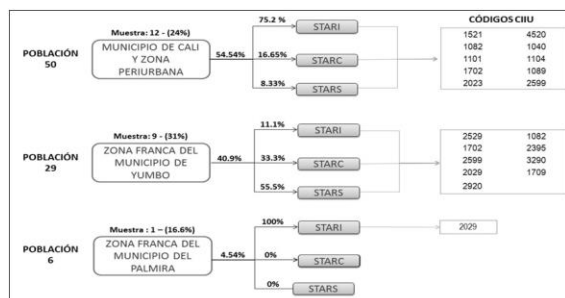 CÓDIGOS CIIU
Muestra: 12 - (24%)
POBLACIÓN
50
MUNICIPIO DE CALI
Y ZONA
PERIURBANA
54.54%
75.2 %
STARI
16.65%
STARC
8.33%
STARS
1521 4520
1082 1040
1101 1104
1702 1089
2023 2599
Muestra: 9 - (31%)
POBLACIÓN
29
ZONA FRANCA DEL
MUNICIPIO DE
YUMBO
40.9%
11.1%
STARI
33.3%
STARC
55.5%
STARS
2529 1082
1702 2395
2599 3290
2029 1709
2920
Muestra : 1 – (16.6%)
POBLACIÓN
6
ZONA FRANCA DEL
MUNICIPIO DEL
PALMIRA
4.54%
100%
STARI
0%
STARC
0%
STARS
2029